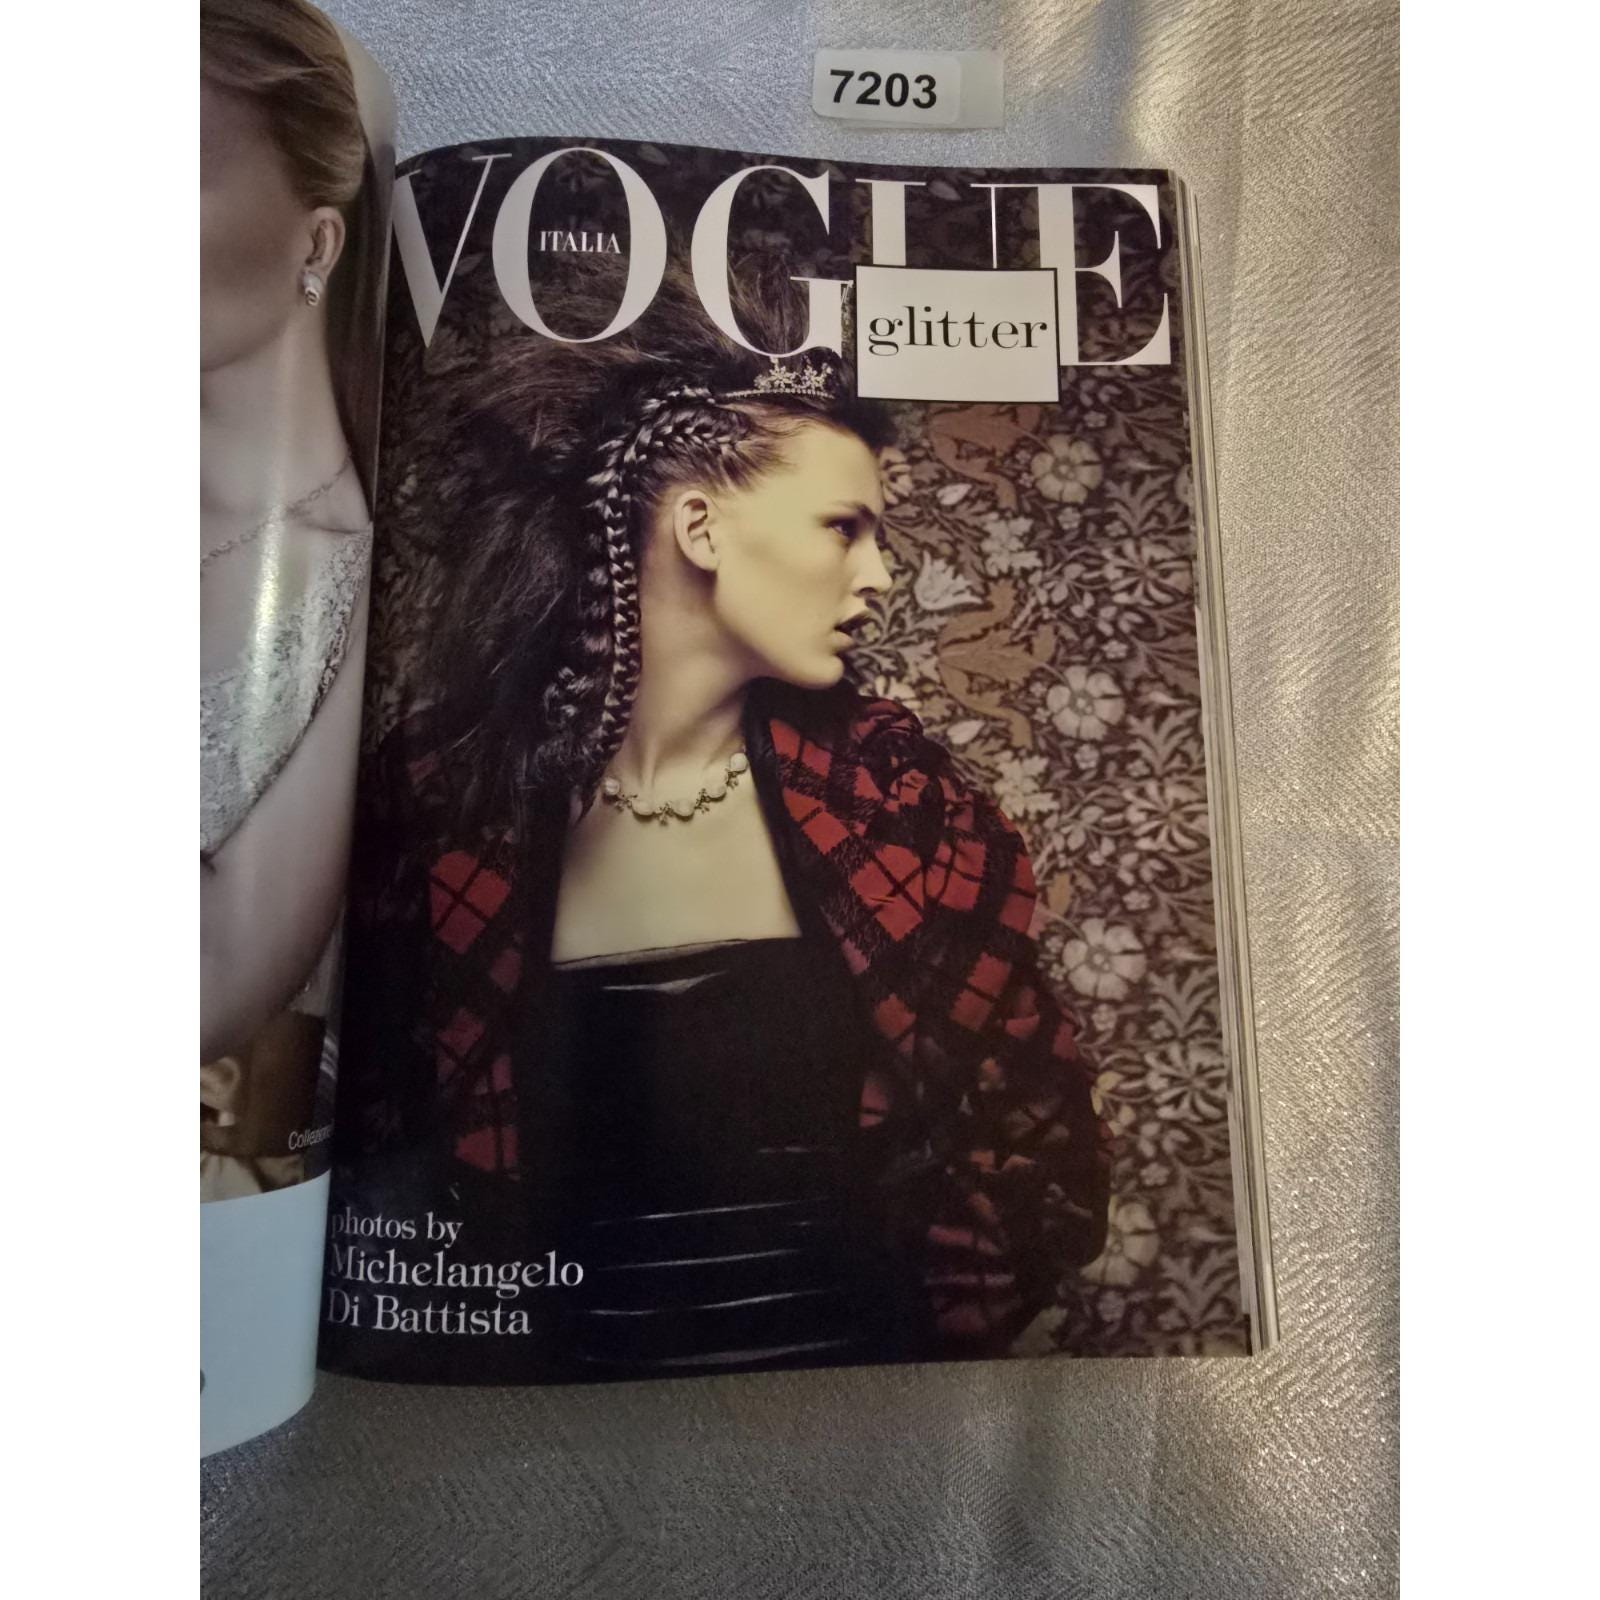 7203
VOGUE
ITALIA
glitter
photos by
Michelangelo
Di Battista